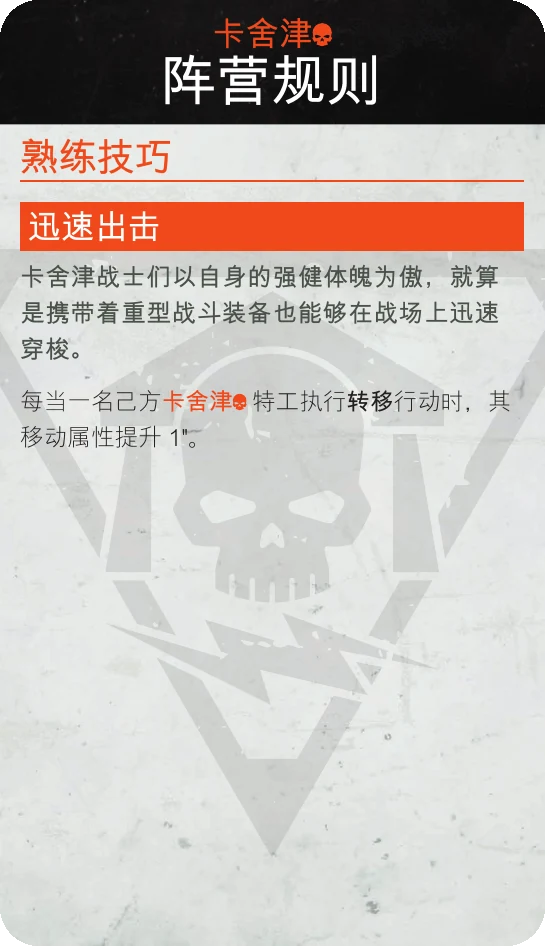 卡舍津
阵营规则
熟练技巧
迅速出击
卡舍津战士们以自身的强健体魄为傲，就算
是携带着重型战斗装备也能够在战场上迅速
穿梭。
每当一名己方卡舍津 特工执行转移行动时，其
移动属性提升 1"。